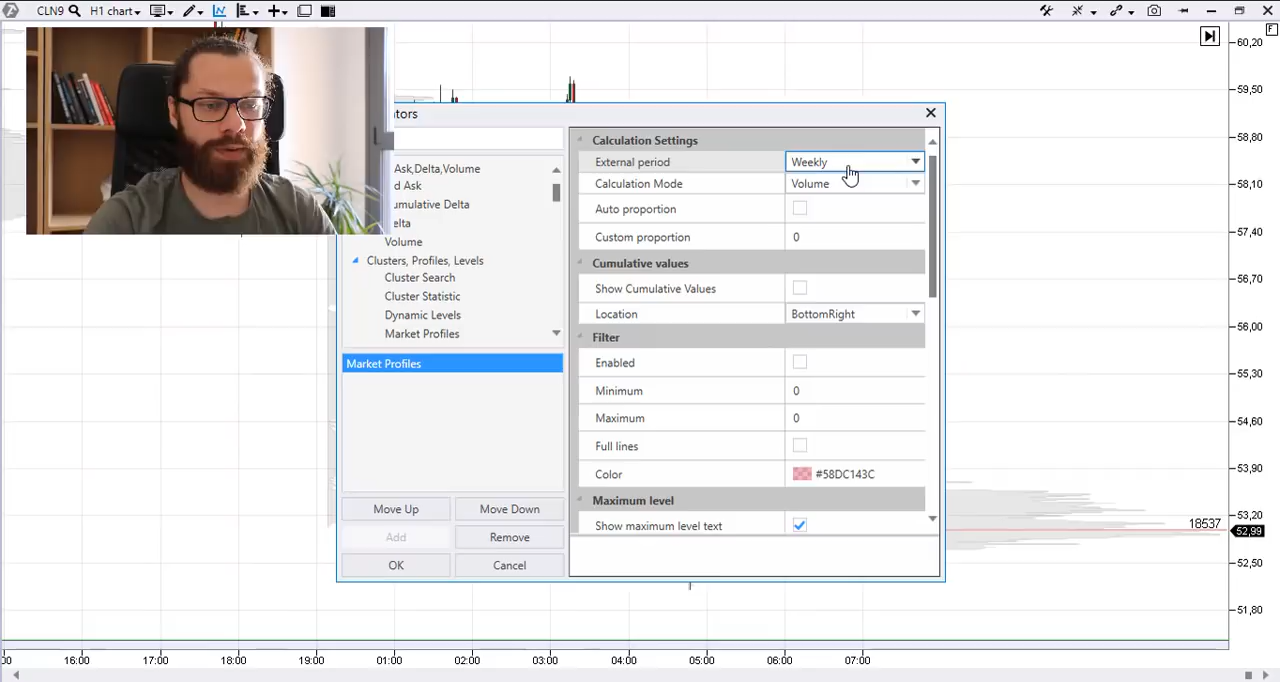 CLN9
H1 chart
F
60,20
59,50
58,80
58,10
57,40
56,70
56,00
55,30
54,60
53,90
53,20
52,99
52,50
51,80
18537
ators
Ask,Delta,Volume
d Ask
umulative Delta
elta
Volume
Clusters, Profiles, Levels
Cluster Search
Cluster Statistic
Dynamic Levels
Market Profiles
Market Profiles
Move Up
Move Down
Add
Remove
OK
Cancel
Calculation Settings
External period Weekly
Calculation Mode Volume
Auto proportion
Custom proportion 0
Cumulative values
Show Cumulative Values
Location BottomRight
Filter
Enabled
Minimum 0
Maximum 0
Full lines
Color #58DC143C
Maximum level
Show maximum level text
:00 16:00 17:00 18:00 19:00 01:00 02:00 03:00 04:00 05:00 06:00 07:00